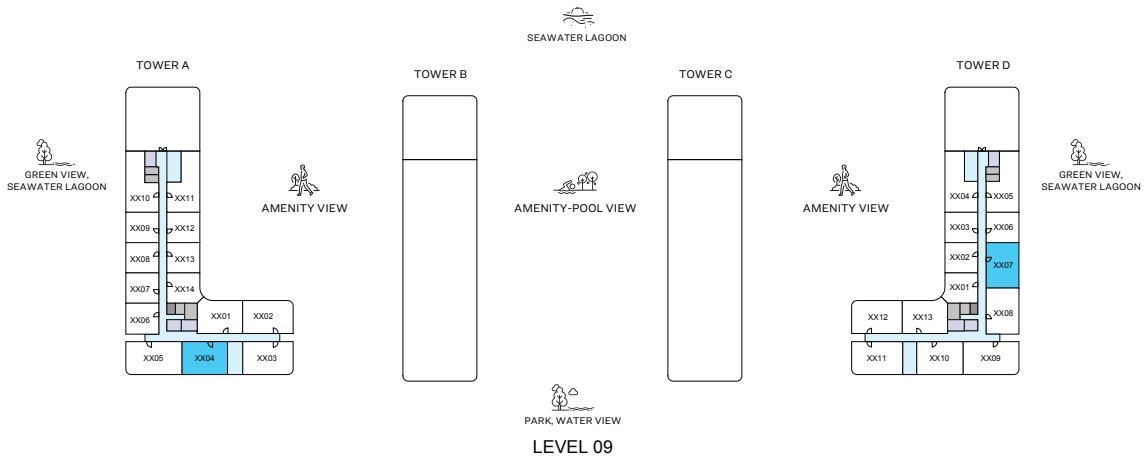 SEAWATER LAGOON
TOWER A
TOWER B
TOWER C
TOWER D
GREEN VIEW,
SEAWATER LAGOON
AMENITY VIEW
AMENITY-POOL VIEW
AMENITY VIEW
GREEN VIEW,
SEAWATER LAGOON
XX10
XX11
XX09
XX12
XX08
XX13
XX07
XX14
XX06
XX01
XX02
XX05
XX04
XX03
XX04
XX05
XX03
XX06
XX02
XX07
XX01
XX08
XX12
XX13
XX11
XX10
XX09
PARK, WATER VIEW
LEVEL 09